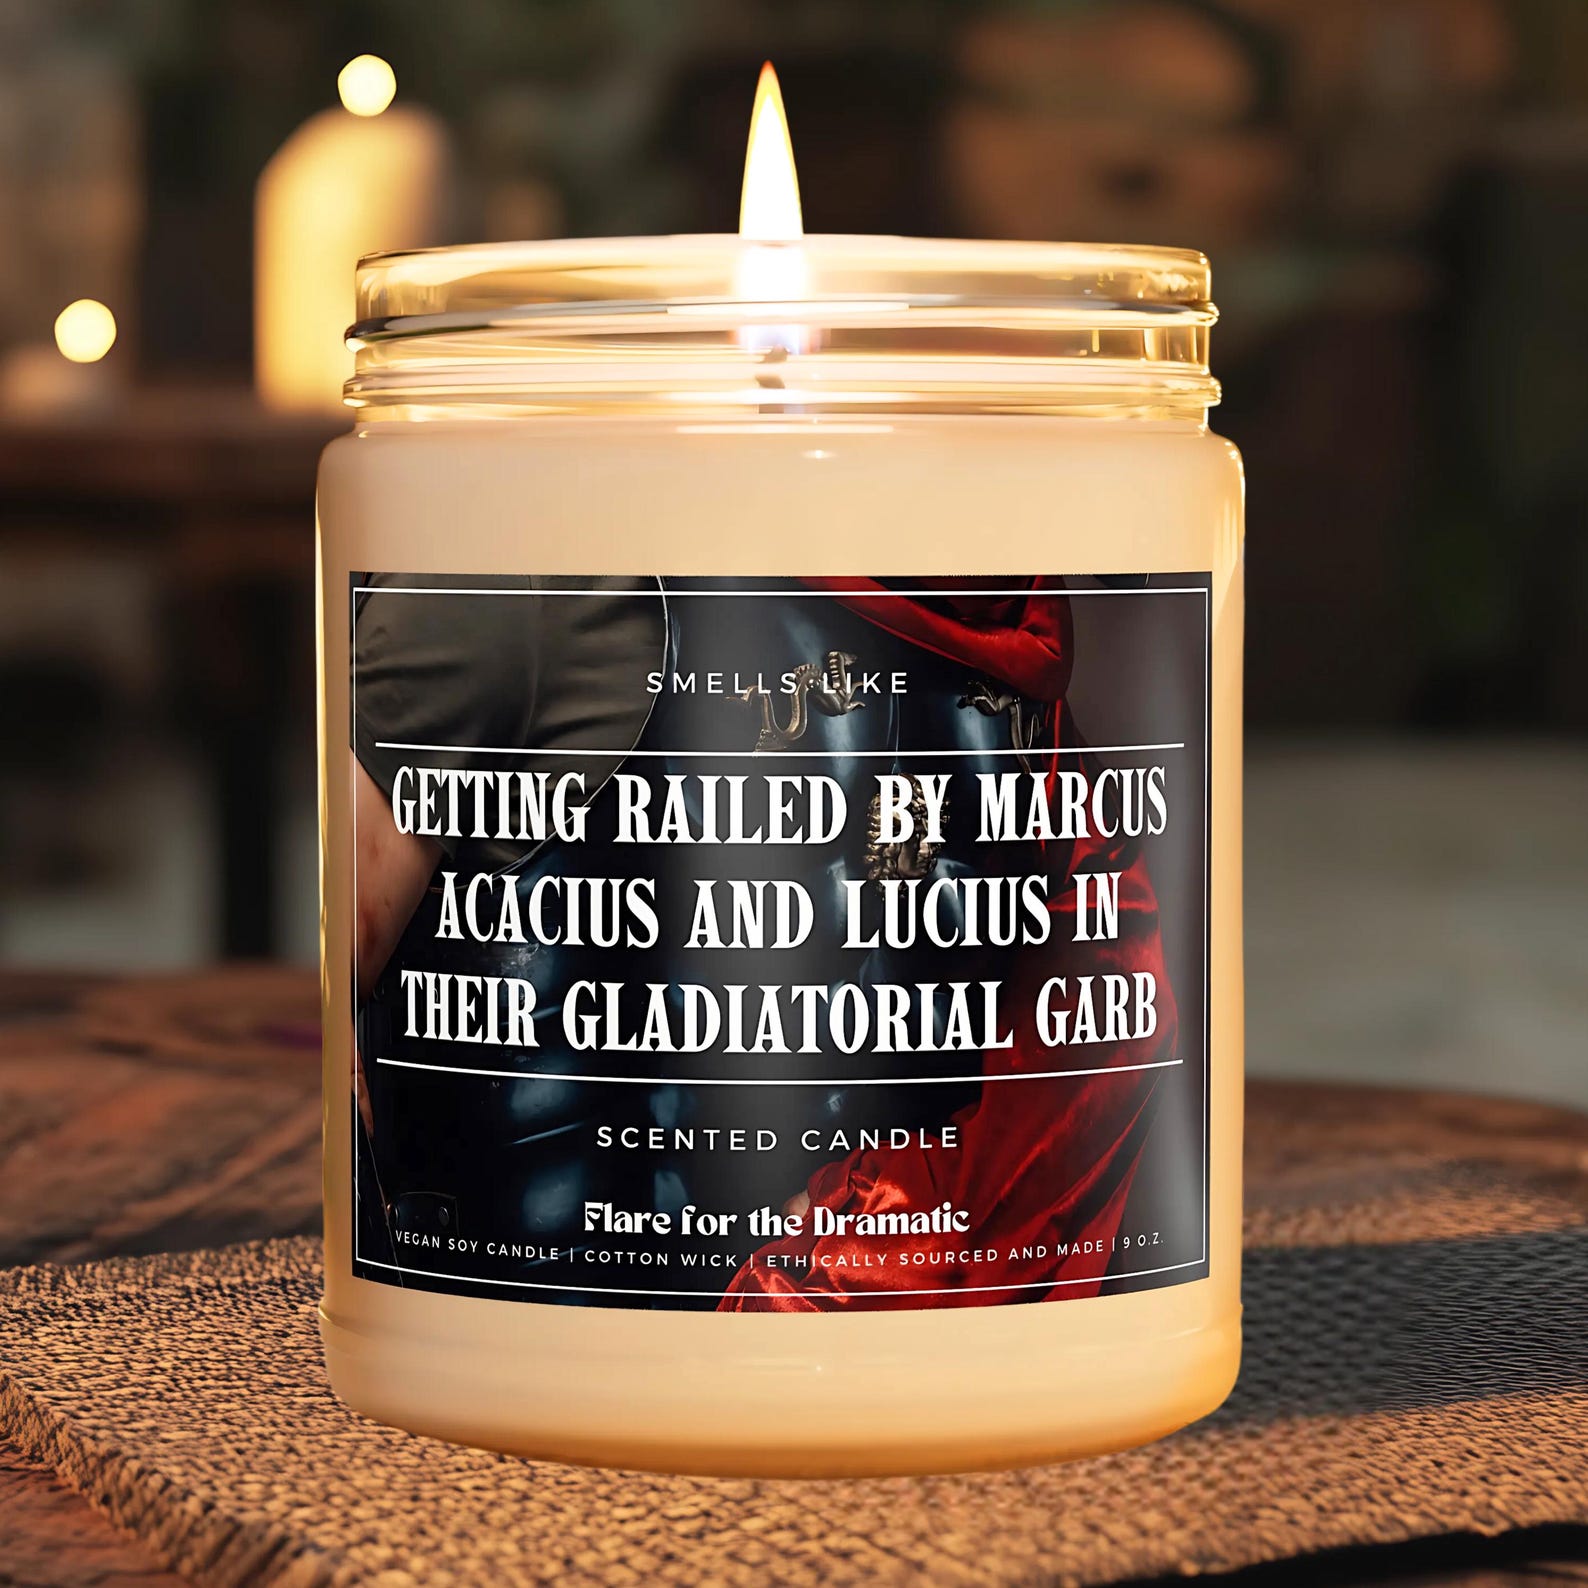 SMELLS LIKE
GETTING RAILED BY MARCUS
ACACIUS AND LUCIUS IN
THEIR GLADIATORIAL GARB
SCENTED CANDLE
Flare for the Dramatic
VEGAN SOY CANDLE | COTTON WICK | ETHICALLY SOURCED AND MADE | 9 O.Z.